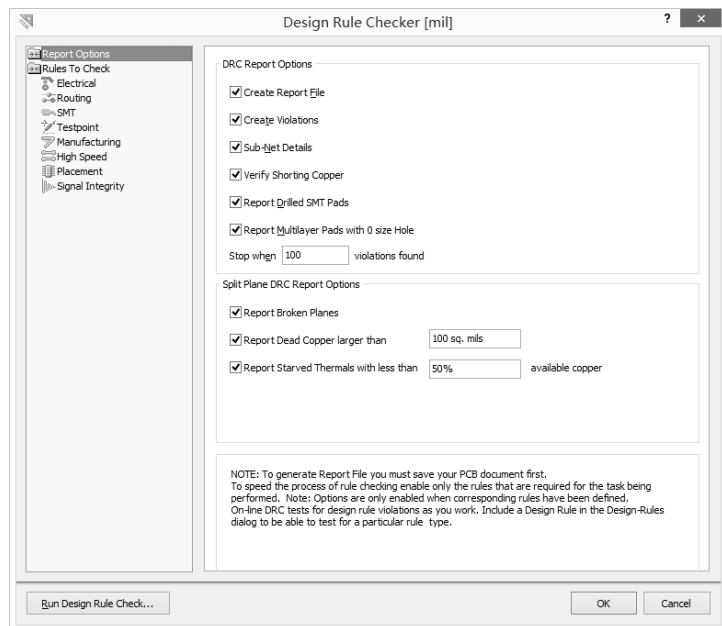 Design Rule Checker [mil]
? ×
Report Options
Rules To Check
Electrical
Routing
SMT
Testpoint
Manufacturing
High Speed
Placement
Signal Integrity
DRC Report Options
Create Report File
Create Violations
Sub-Net Details
Verify Shorting Copper
Report Drilled SMT Pads
Report Multilayer Pads with 0 size Hole
Stop when 100 violations found
Split Plane DRC Report Options
Report Broken Planes
Report Dead Copper larger than 100 sq. mils
Report Starved Thermals with less than 50% available copper
NOTE: To generate Report File you must save your PCB document first.
To speed the process of rule checking enable only the rules that are required for the task being
performed. Note: Options are only enabled when corresponding rules have been defined.
On-line DRC tests for design rule violations as you work. Include a Design Rule in the Design-Rules
dialog to be able to test for a particular rule type.
Run Design Rule Check... OK Cancel